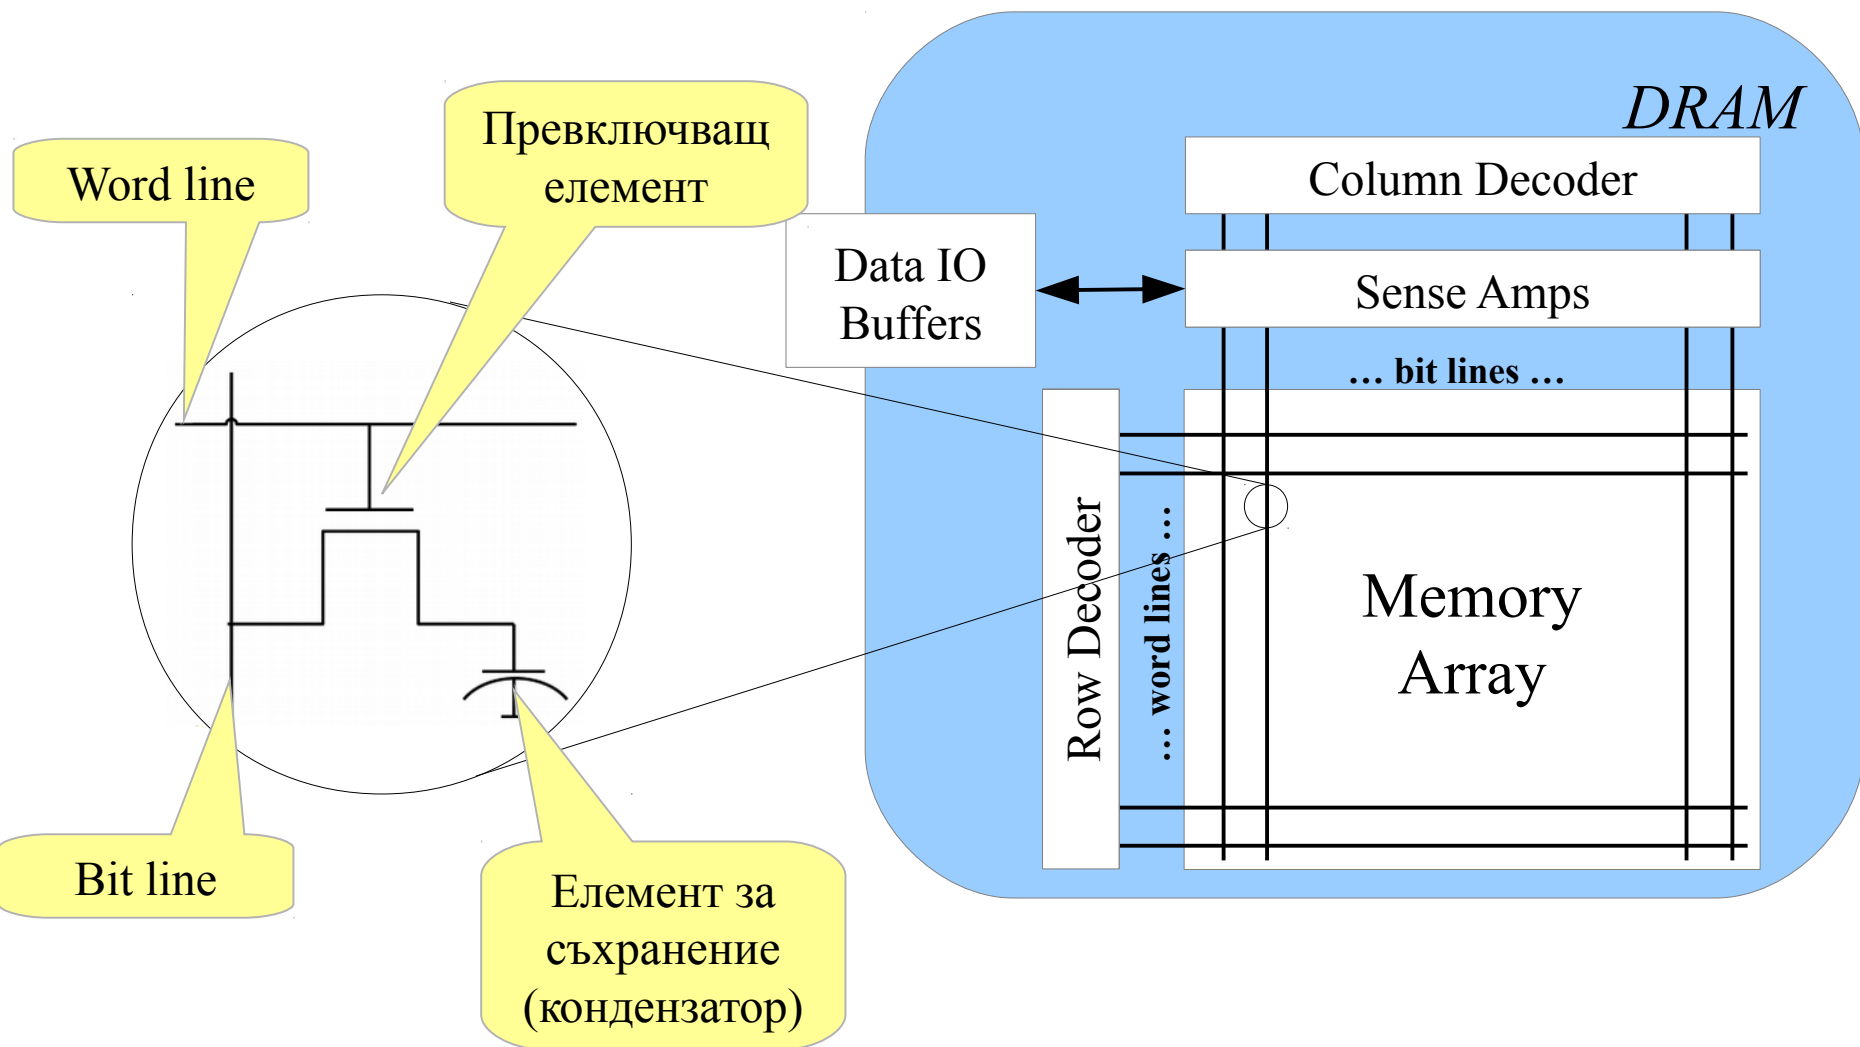 DRAM
Превключващ
елемент
Word line
Column Decoder
Data IO
Buffers
Sense Amps
... bit lines ...
Row Decoder
... word lines ...
Memory
Array
Bit line
Елемент за
съхранение
(кондензатор)